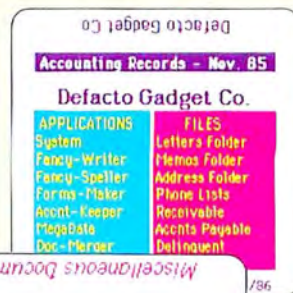 Defacto Gadget Co
Accounting Records - Nov. 85
Defacto Gadget Co.
APPLICATIONS
System
Fancy-Writer
Fancy-Speller
Forms-Maker
Accnt-Keeper
MegaData
Doc-Merger
FILES
Letters Folder
Memos Folder
Address Folder
Phone Lists
Receivable
Accnts Payable
Delinquent
/86
Miscellaneous